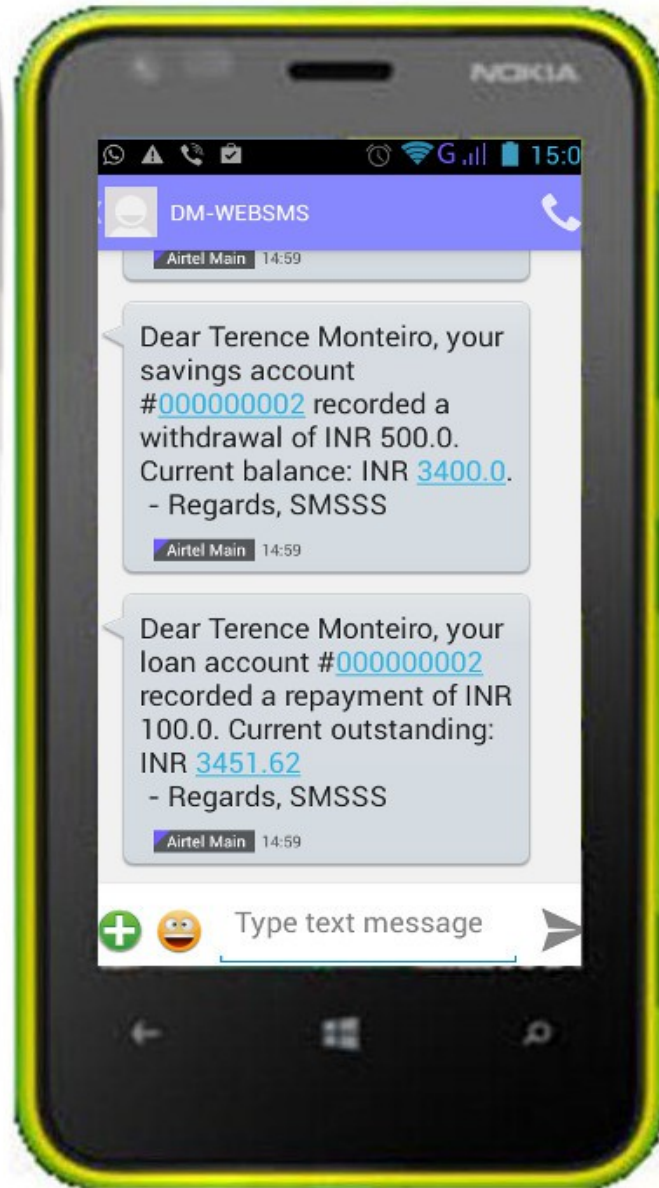 NOKIA
G 15:0
DM-WEBSMS
Airtel Main 14:59
Dear Terence Monteiro, your
savings account
#000000002 recorded a
withdrawal of INR 500.0.
Current balance: INR 3400.0.
- Regards, SMSSS
Airtel Main 14:59
Dear Terence Monteiro, your
loan account #000000002
recorded a repayment of INR
100.0. Current outstanding:
INR 3451.62
- Regards, SMSSS
Airtel Main 14:59
Type text message